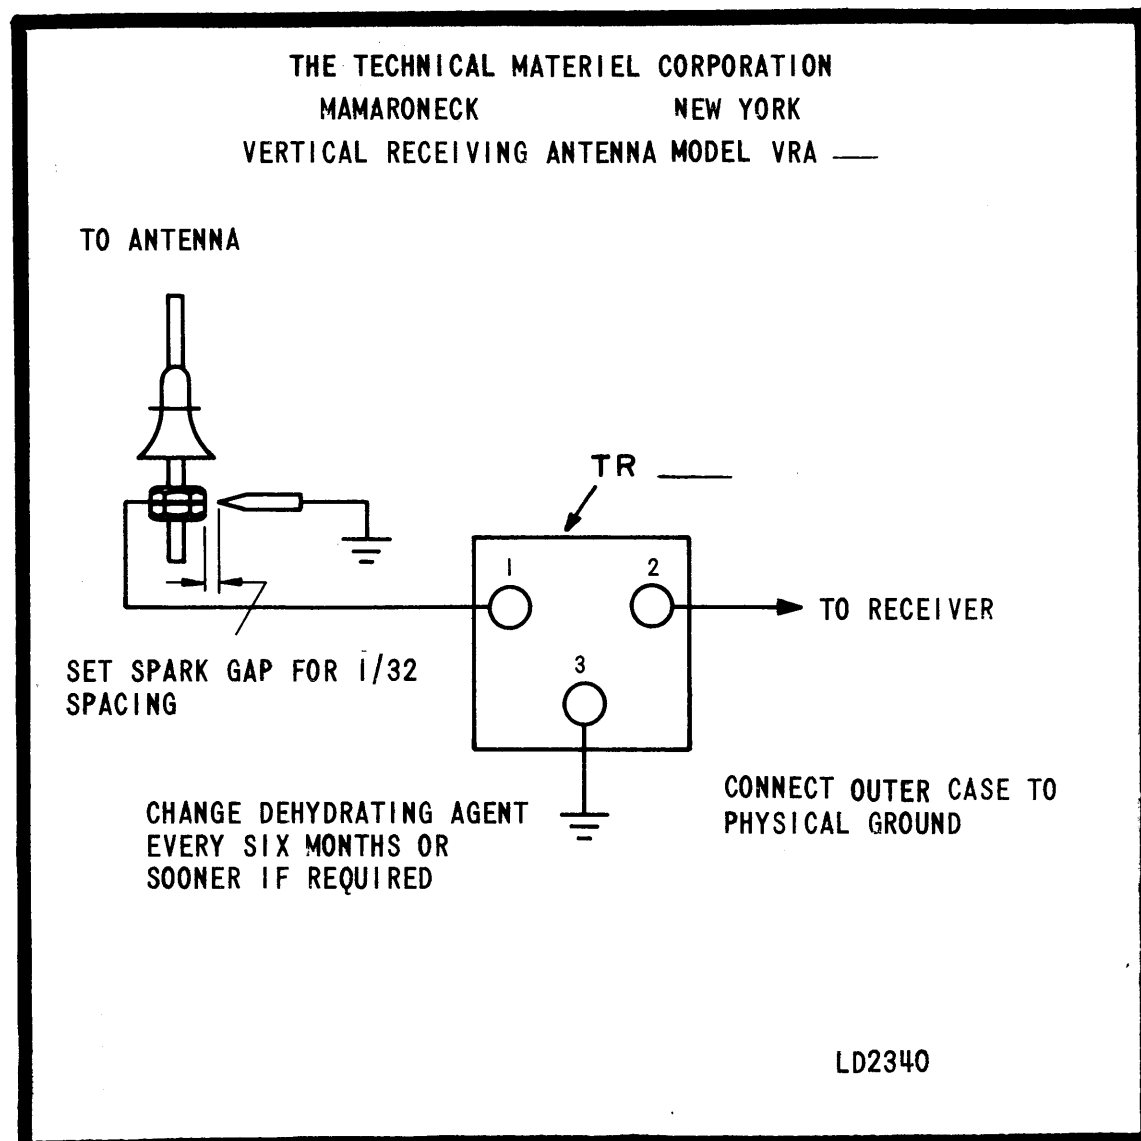 THE TECHNICAL MATERIEL CORPORATION
MAMARONECK NEW YORK
VERTICAL RECEIVING ANTENNA MODEL VRA ___
TO ANTENNA
TR ____
1
2
TO RECEIVER
3
SET SPARK GAP FOR 1/32
SPACING
CONNECT OUTER CASE TO
PHYSICAL GROUND
CHANGE DEHYDRATING AGENT
EVERY SIX MONTHS OR
SOONER IF REQUIRED
LD2340